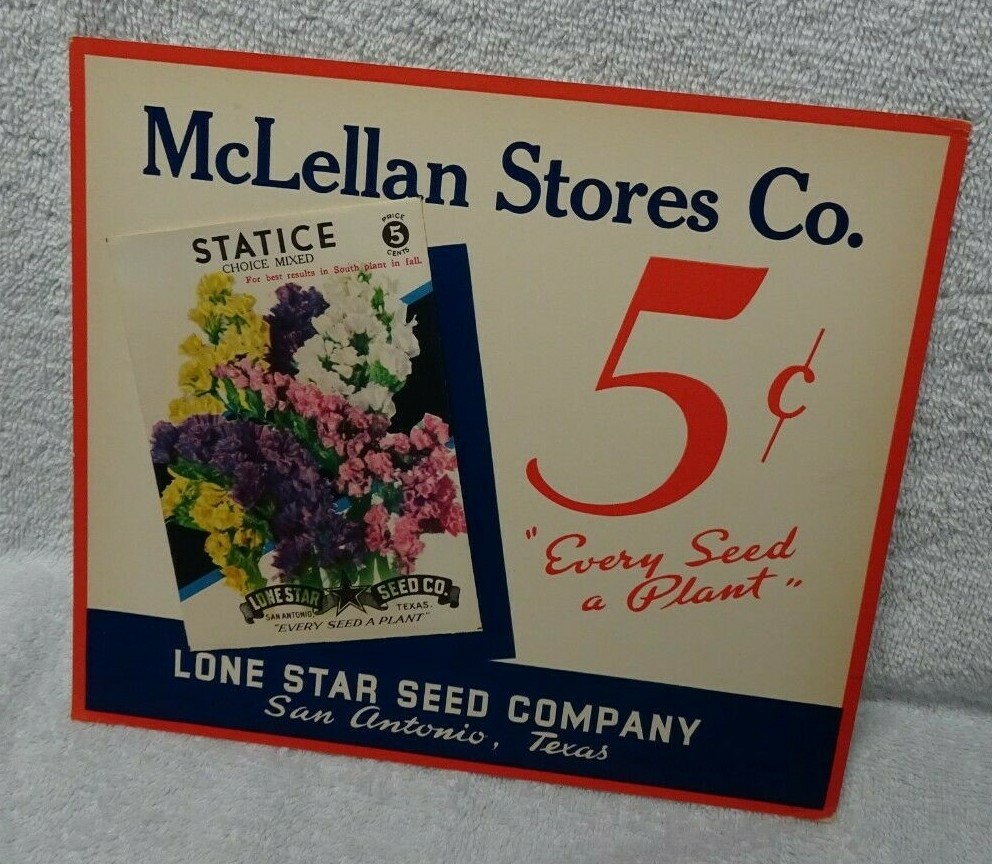 McLellan Stores Co.
STATICE
CHOICE MIXED
PRICE
5
CENTS
For best results in South plant in fall.
5¢
"Every Seed
a Plant"
LONE STAR SEED CO.
SAN ANTONIO, TEXAS.
"EVERY SEED A PLANT"
LONE STAR SEED COMPANY
San Antonio, Texas